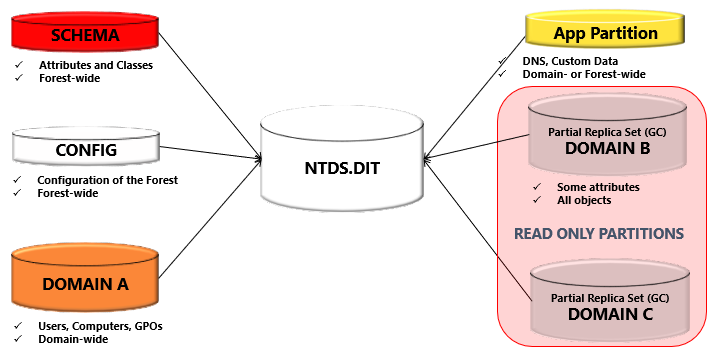 SCHEMA
✓ Attributes and Classes
✓ Forest-wide
CONFIG
✓ Configuration of the Forest
✓ Forest-wide
DOMAIN A
✓ Users, Computers, GPOs
✓ Domain-wide
NTDS.DIT
App Partition
✓ DNS, Custom Data
✓ Domain- or Forest-wide
Partial Replica Set (GC)
DOMAIN B
✓ Some attributes
✓ All objects
READ ONLY PARTITIONS
Partial Replica Set (GC)
DOMAIN C